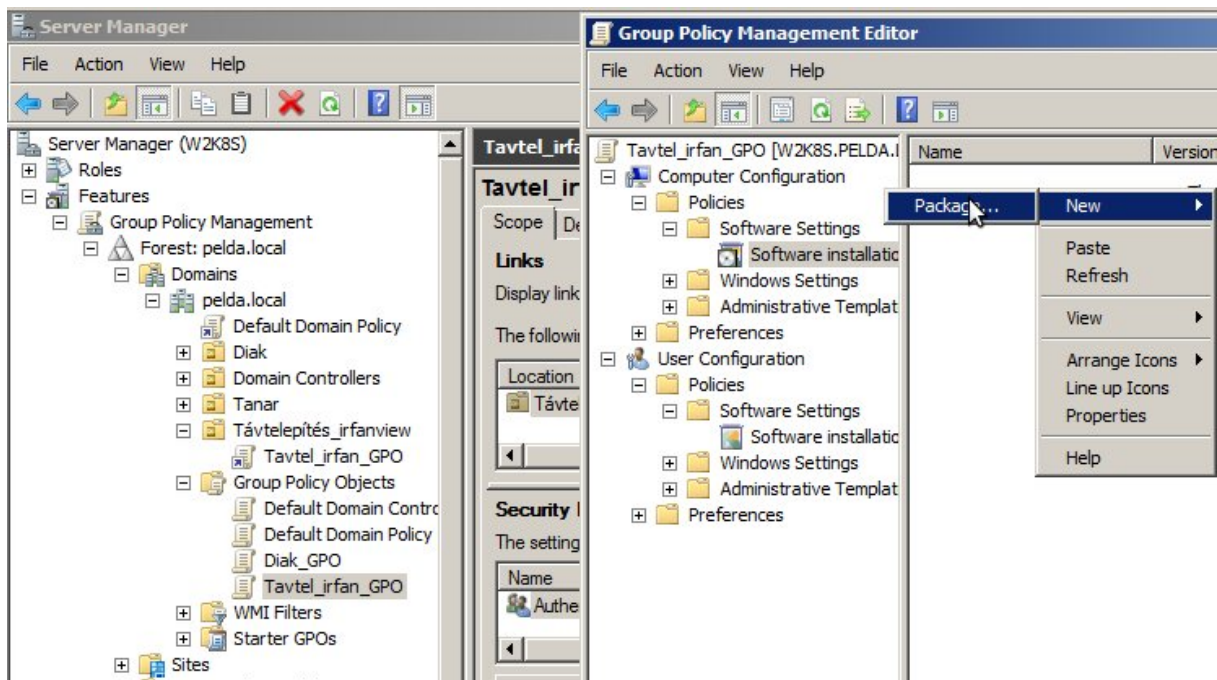 Server Manager
File Action View Help
Server Manager (W2K8S)
Roles
Features
Group Policy Management
Forest: pelda.local
Domains
pelda.local
Default Domain Policy
Diak
Domain Controllers
Tanar
Távtelepítés_irfanview
Tavtel_irfan_GPO
Group Policy Objects
Default Domain Contro
Default Domain Policy
Diak_GPO
Tavtel_irfan_GPO
WMI Filters
Starter GPOs
Sites
Tavtel_irfa
Tavtel_ir
Scope De
Links
Display link
The followi
Location
Távte
Security
The setting
Name
Authe
Group Policy Management Editor
File Action View Help
Tavtel_irfan_GPO [W2K8S.PELDA.
Computer Configuration
Policies
Software Settings
Software installatio
Windows Settings
Administrative Templat
Preferences
User Configuration
Policies
Software Settings
Software installatio
Windows Settings
Administrative Templat
Preferences
Name Version
Package...
New
Paste
Refresh
View
Arrange Icons
Line up Icons
Properties
Help